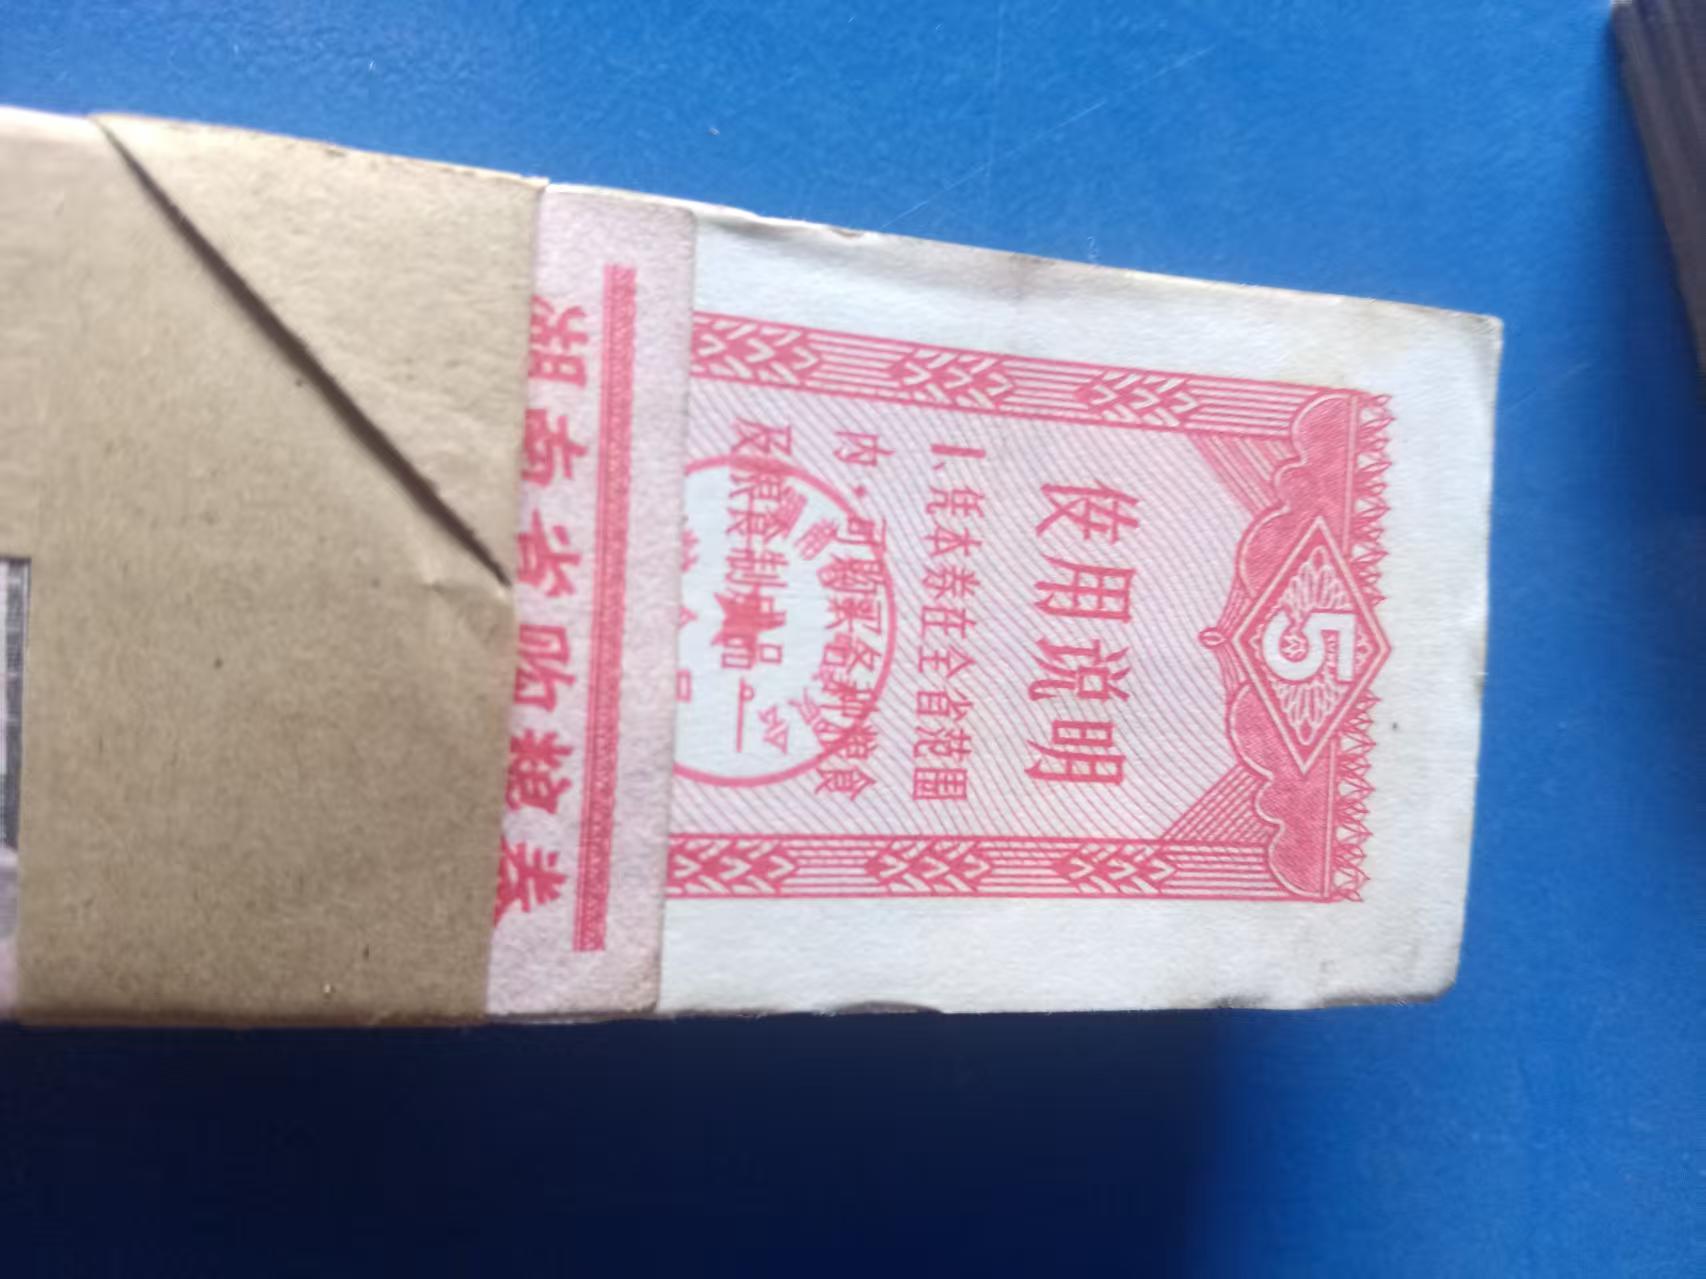 5
使用说明
1、凭本券在全省范围
内，可购买各种粮食
及粮食制品。
湖南省购粮券